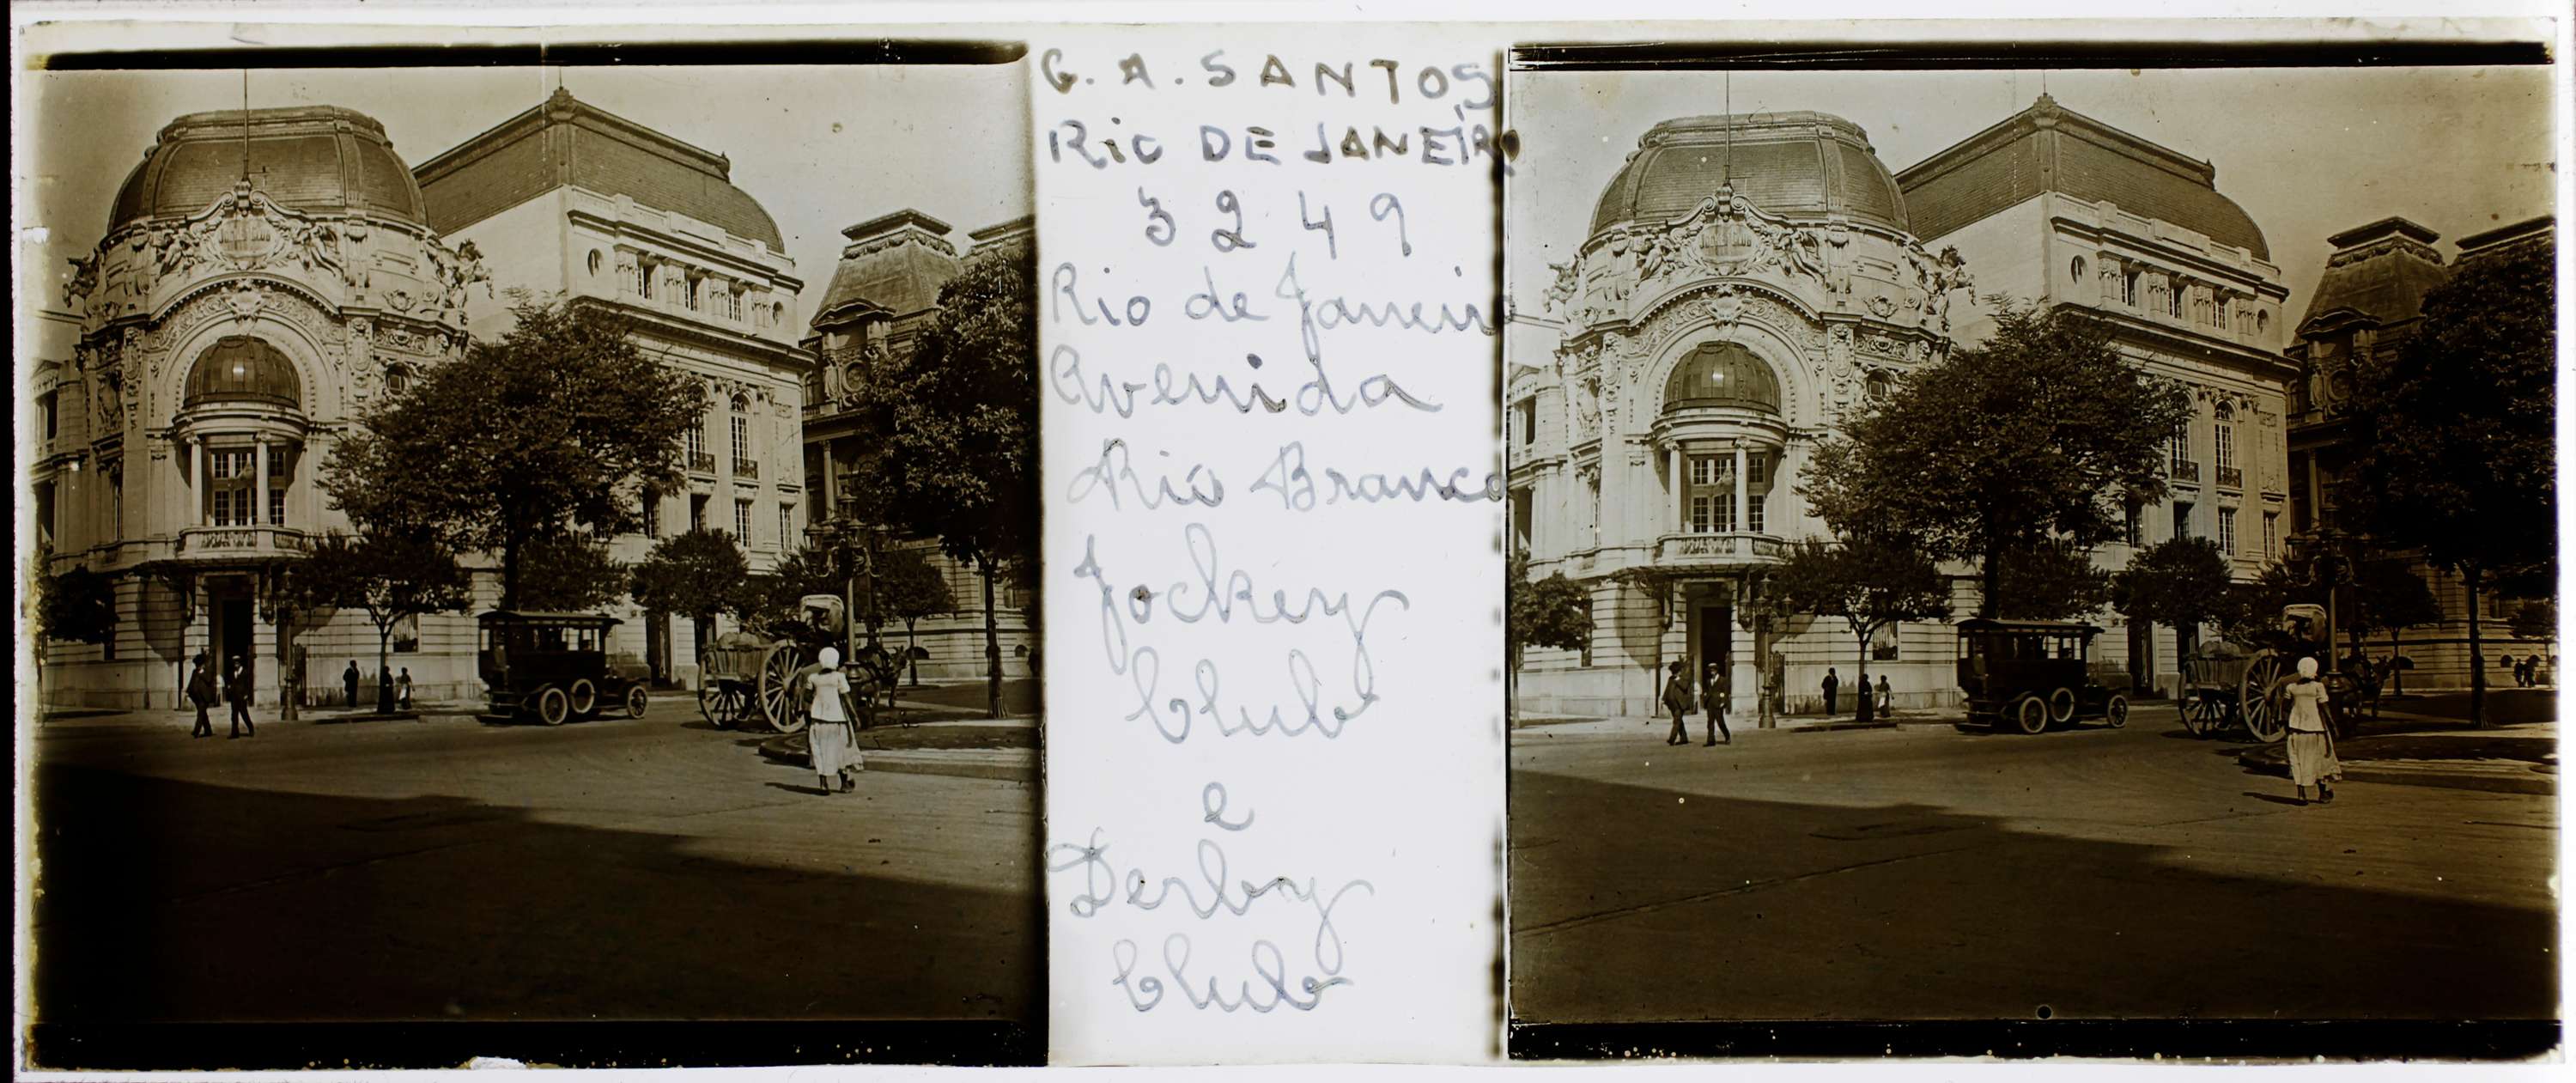 G. A. SANTOS
RIO DE JANEIRO
3249
Rio de Janeiro
Avenida
Rio Branco
Jockey
Club
e
Derby
Club